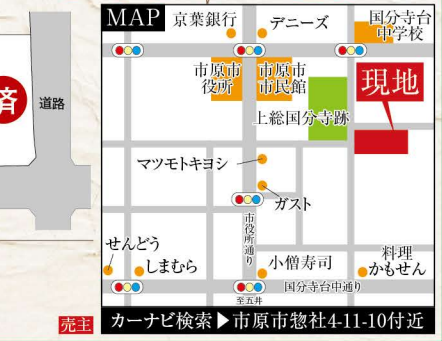 済
道路
MAP
京葉銀行
デニーズ
国分寺台
中学校
市原市
役所
市原市
市民館
現地
上総国分寺跡
マツモトキヨシ
ガスト
市役所通り
せんどう
しまむら
小僧寿司
料理
かもせん
国分寺台中通り
至五井
売主
カーナビ検索▶市原市惣社4-11-10付近